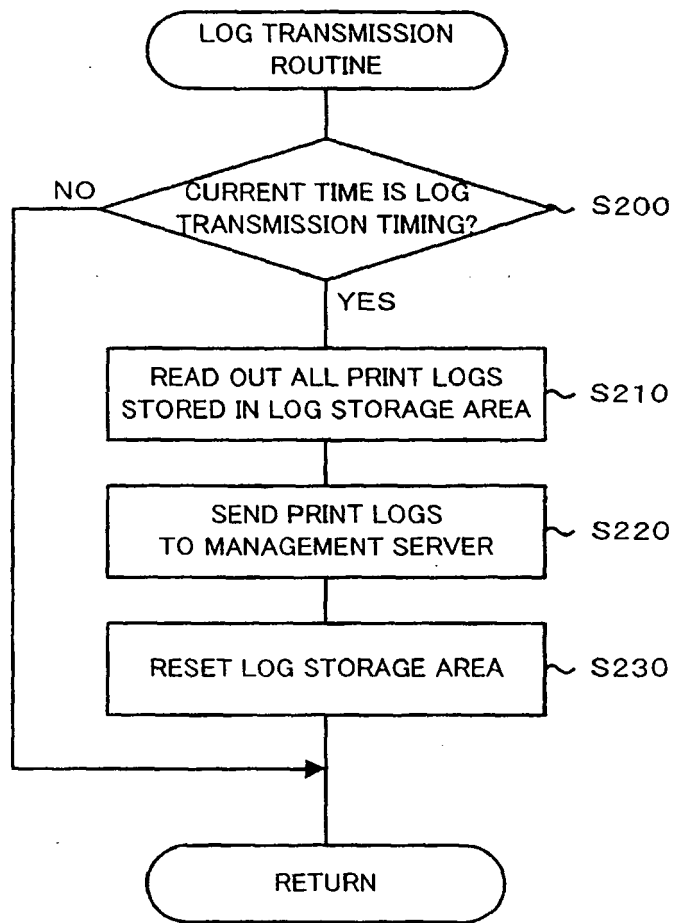 LOG TRANSMISSION
ROUTINE
NO
CURRENT TIME IS LOG
TRANSMISSION TIMING?
S200
YES
READ OUT ALL PRINT LOGS
STORED IN LOG STORAGE AREA
S210
SEND PRINT LOGS
TO MANAGEMENT SERVER
S220
RESET LOG STORAGE AREA
S230
RETURN